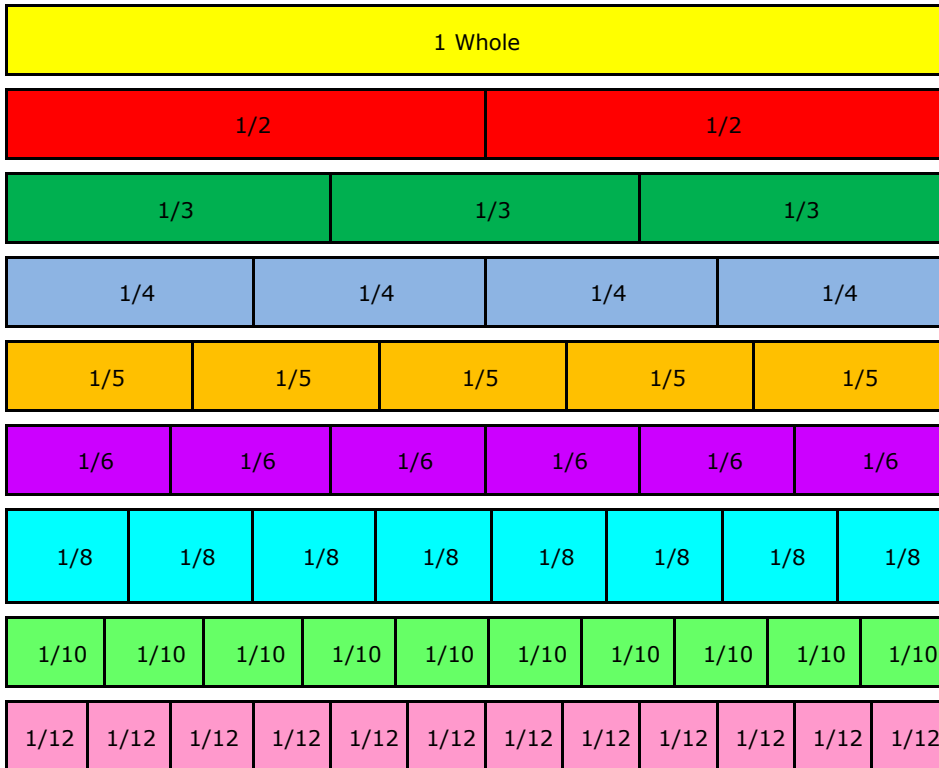 1 Whole
1/2 1/2
1/3 1/3 1/3
1/4 1/4 1/4 1/4
1/5 1/5 1/5 1/5 1/5
1/6 1/6 1/6 1/6 1/6 1/6
1/8 1/8 1/8 1/8 1/8 1/8 1/8 1/8
1/10 1/10 1/10 1/10 1/10 1/10 1/10 1/10 1/10 1/10
1/12 1/12 1/12 1/12 1/12 1/12 1/12 1/12 1/12 1/12 1/12 1/12